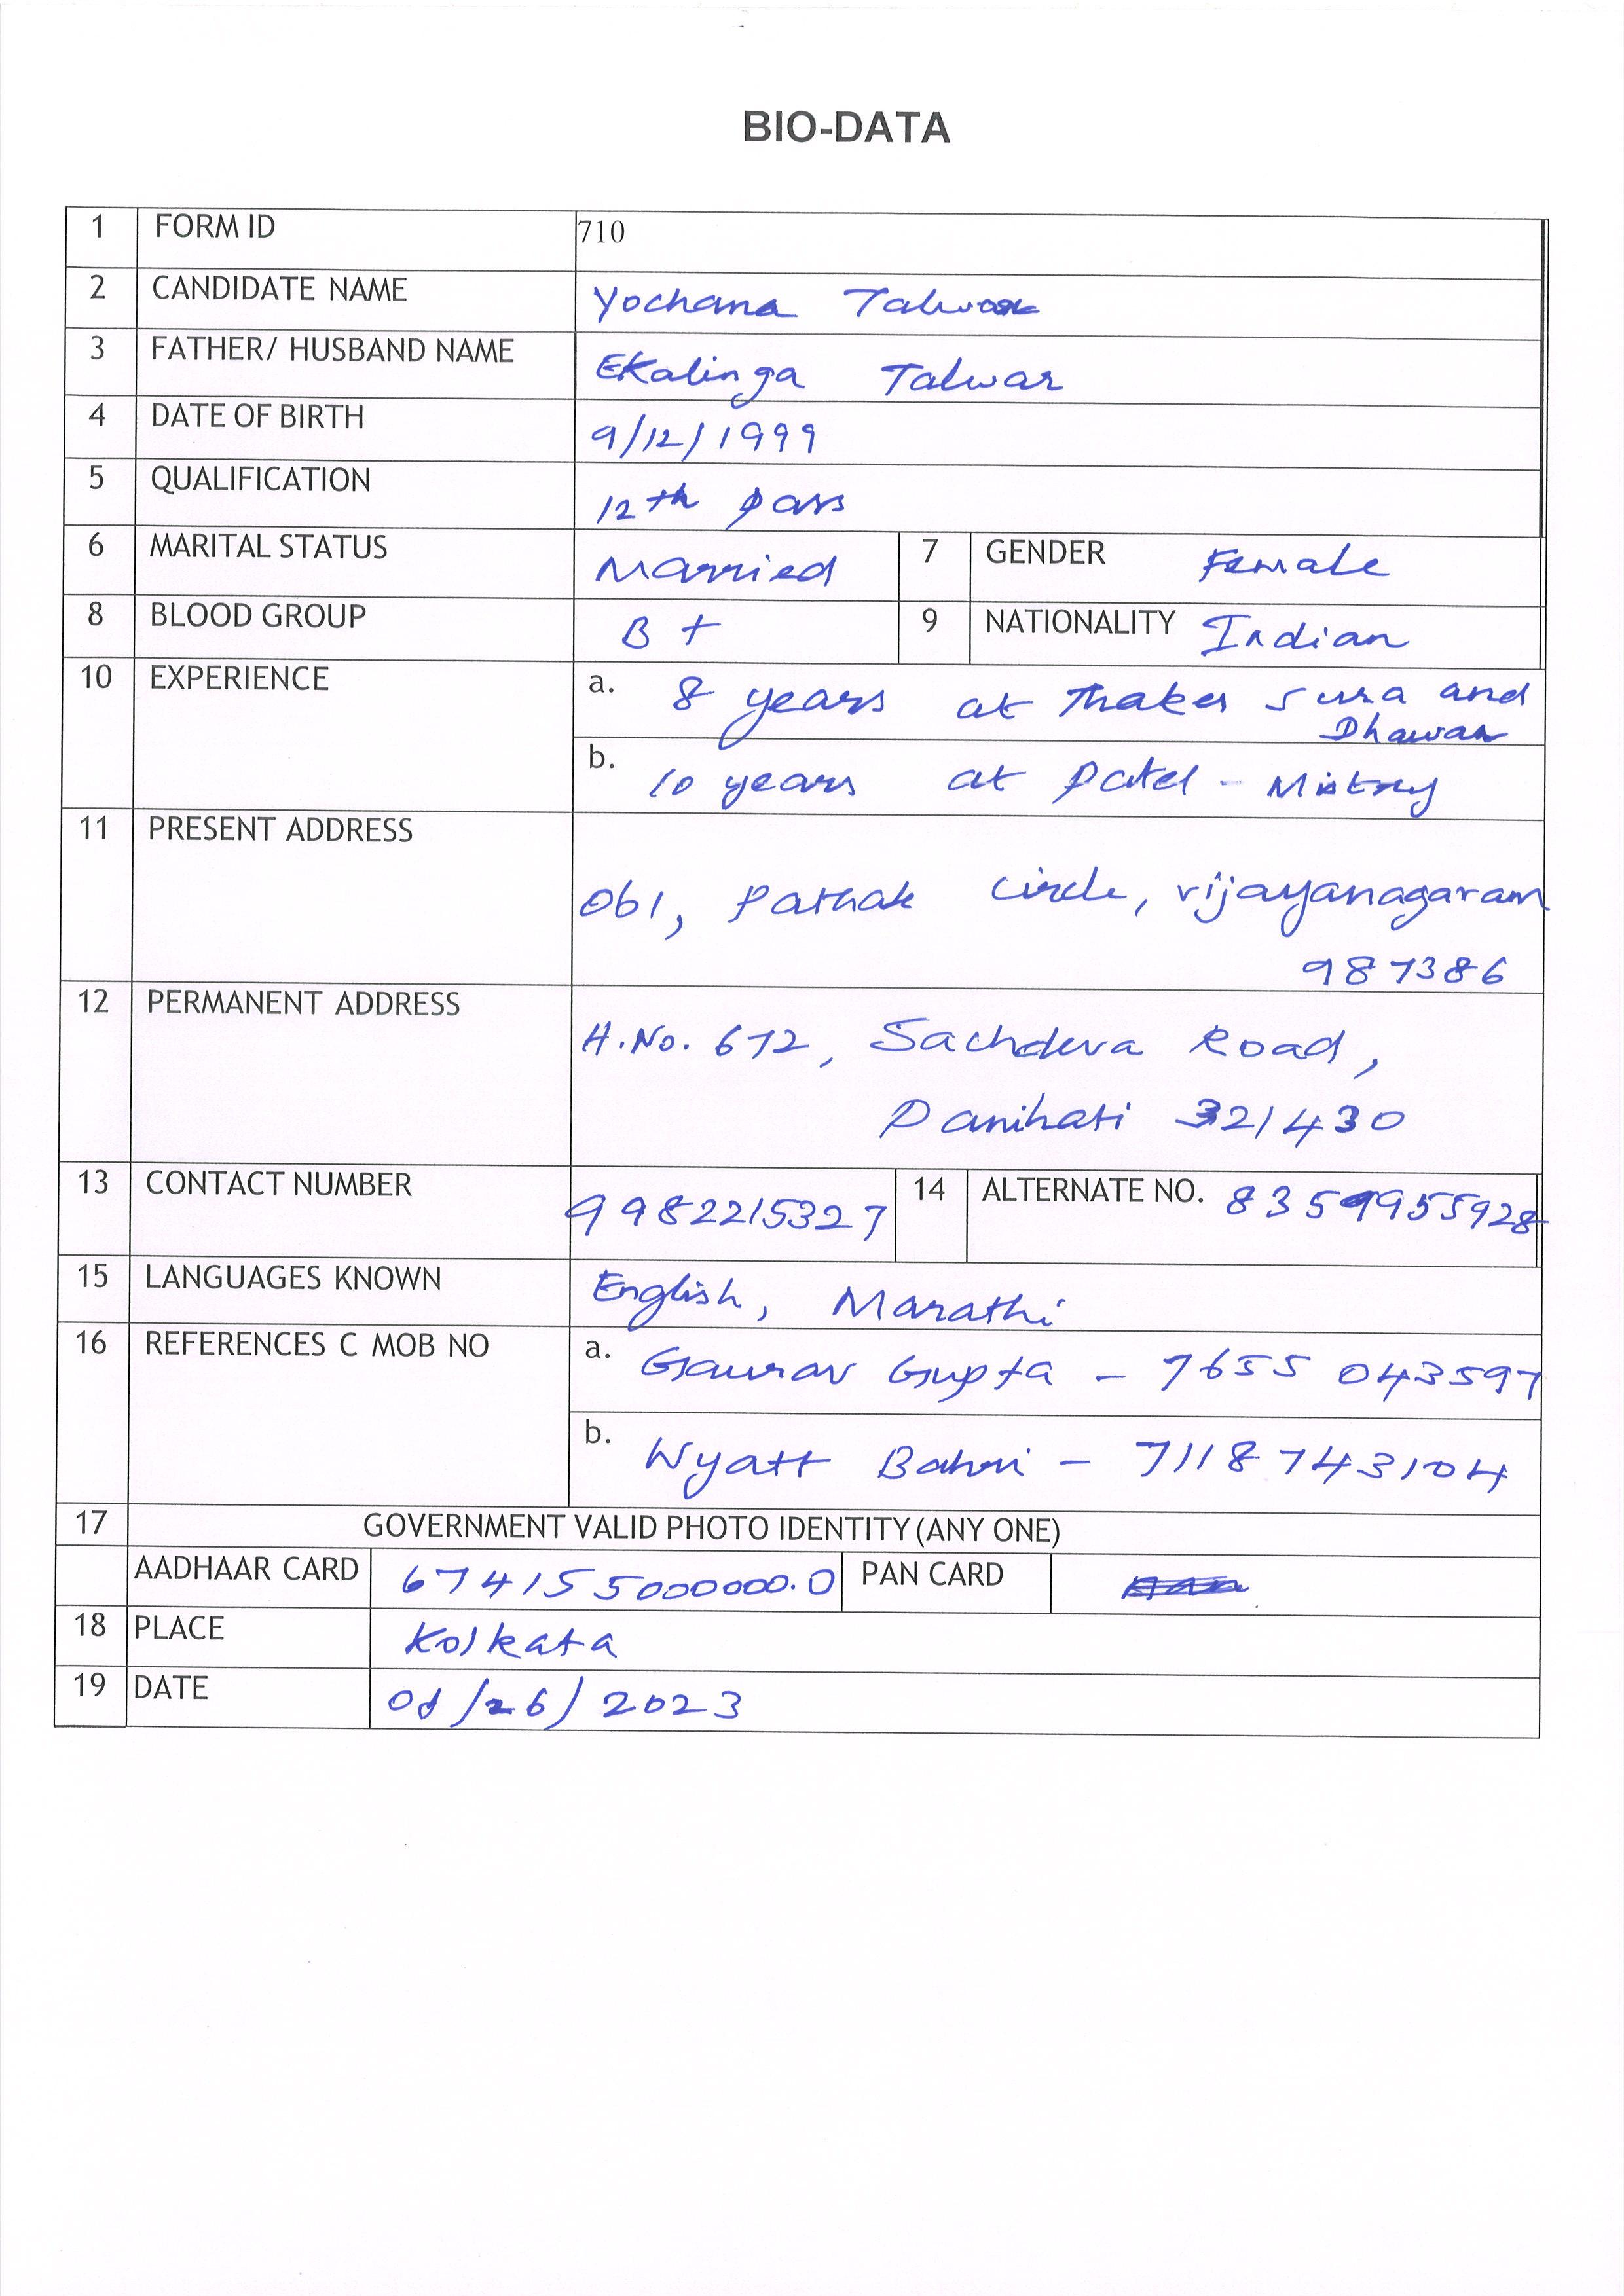 BIO-DATA
1 FORM ID 710
2 CANDIDATE NAME Yochana Talwar
3 FATHER/ HUSBAND NAME Ekalinga Talwar
4 DATE OF BIRTH 9/12/1999
5 QUALIFICATION 12th pass
6 MARITAL STATUS Married 7 GENDER Female
8 BLOOD GROUP B + 9 NATIONALITY Indian
10 EXPERIENCE a. 8 years at Thaker Sura and
Dhawan
b. 10 years at Patel - Mistry
11 PRESENT ADDRESS
061, Pathak Circle, vijayanagaram
987386
12 PERMANENT ADDRESS H.No. 672, Sachdeva Road,
Panihati 321430
13 CONTACT NUMBER 9982215327 14 ALTERNATE NO. 8359955928
15 LANGUAGES KNOWN English, Marathi
16 REFERENCES C MOB NO a. Gaurav Gupta - 7655 043597
b. Wyatt Bahri - 7118743104
17 GOVERNMENT VALID PHOTO IDENTITY (ANY ONE)
AADHAAR CARD 674155000000.0 PAN CARD
18 PLACE Kolkata
19 DATE /26/2023